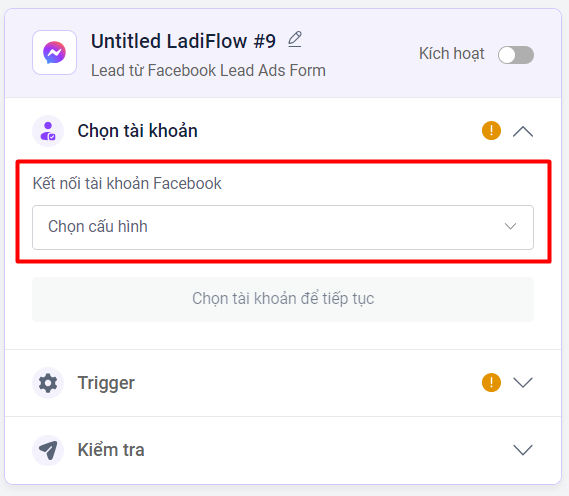 Untitled LadiFlow #9
Lead từ Facebook Lead Ads Form
Kích hoạt
Chọn tài khoản
Kết nối tài khoản Facebook
Chọn cấu hình
Chọn tài khoản để tiếp tục
Trigger
Kiểm tra